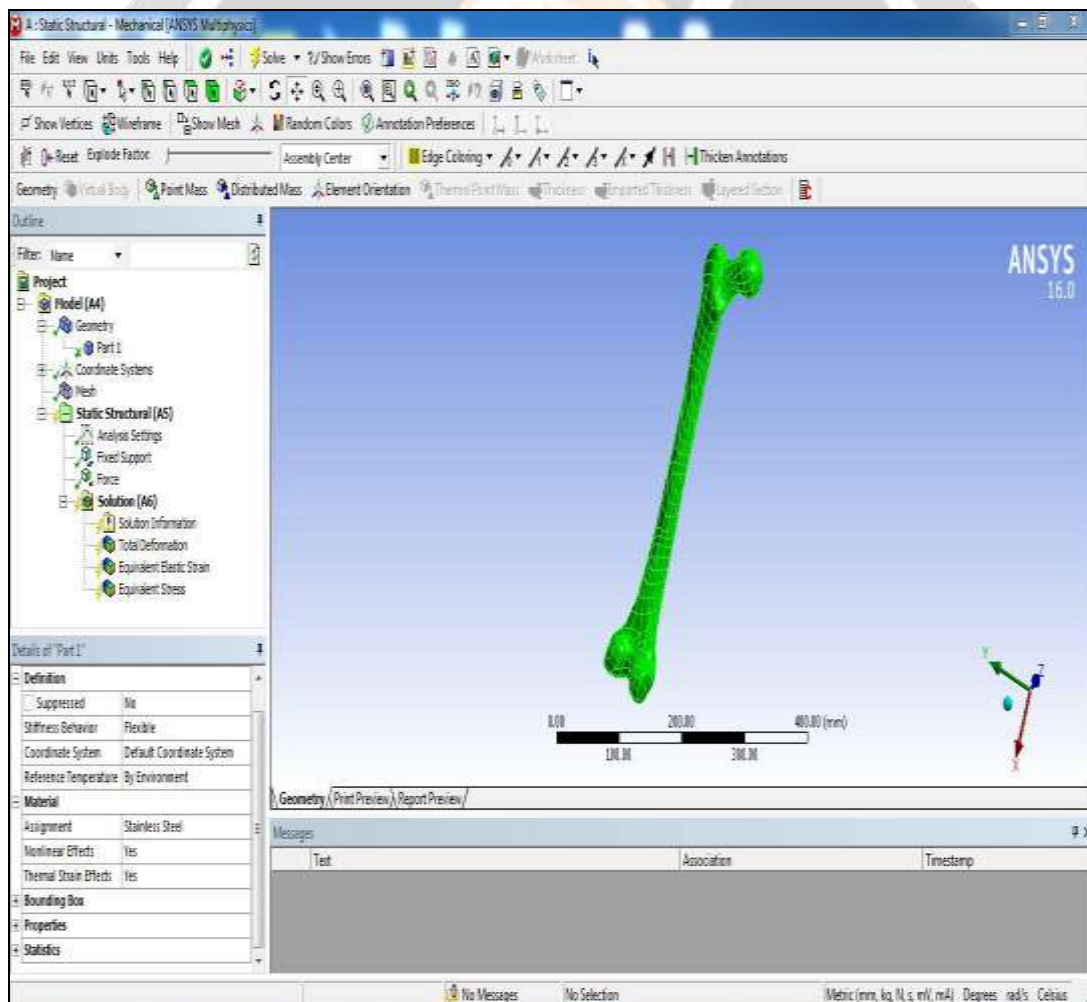 A : Static Structural - Mechanical [ANSYS Multiphysics]
File Edit View Units Tools Help Solve ?/ Show Errors Worksheet
Show Vertices Wireframe Show Mesh Random Colors Annotation Preferences
Reset Explode Factor: Assembly Center Edge Coloring Thicken Annotations
Geometry Virtual Body Point Mass Distributed Mass Element Orientation Thermal Point Mass Thickness Imported Thickness Layered Section
Outline
Filter: Name
Project
Model (A4)
Geometry
Part 1
Coordinate Systems
Mesh
Static Structural (A5)
Analysis Settings
Fixed Support
Force
Solution (A6)
Solution Information
Total Deformation
Equivalent Elastic Strain
Equivalent Stress
ANSYS
16.0
Y
Z
X
0.00 200.00 400.00 (mm)
100.00 300.00
Details of "Part 1"
Definition
Suppressed No
Stiffness Behavior Flexible
Coordinate System Default Coordinate System
Reference Temperature By Environment
Material
Assignment Stainless Steel
Nonlinear Effects Yes
Thermal Strain Effects Yes
Bounding Box
Properties
Statistics
Geometry Print Preview Report Preview
Messages
Text Association Timestamp
No Messages No Selection Metric (mm, kg, N, s, mV, mA) Degrees rad/s Celsius